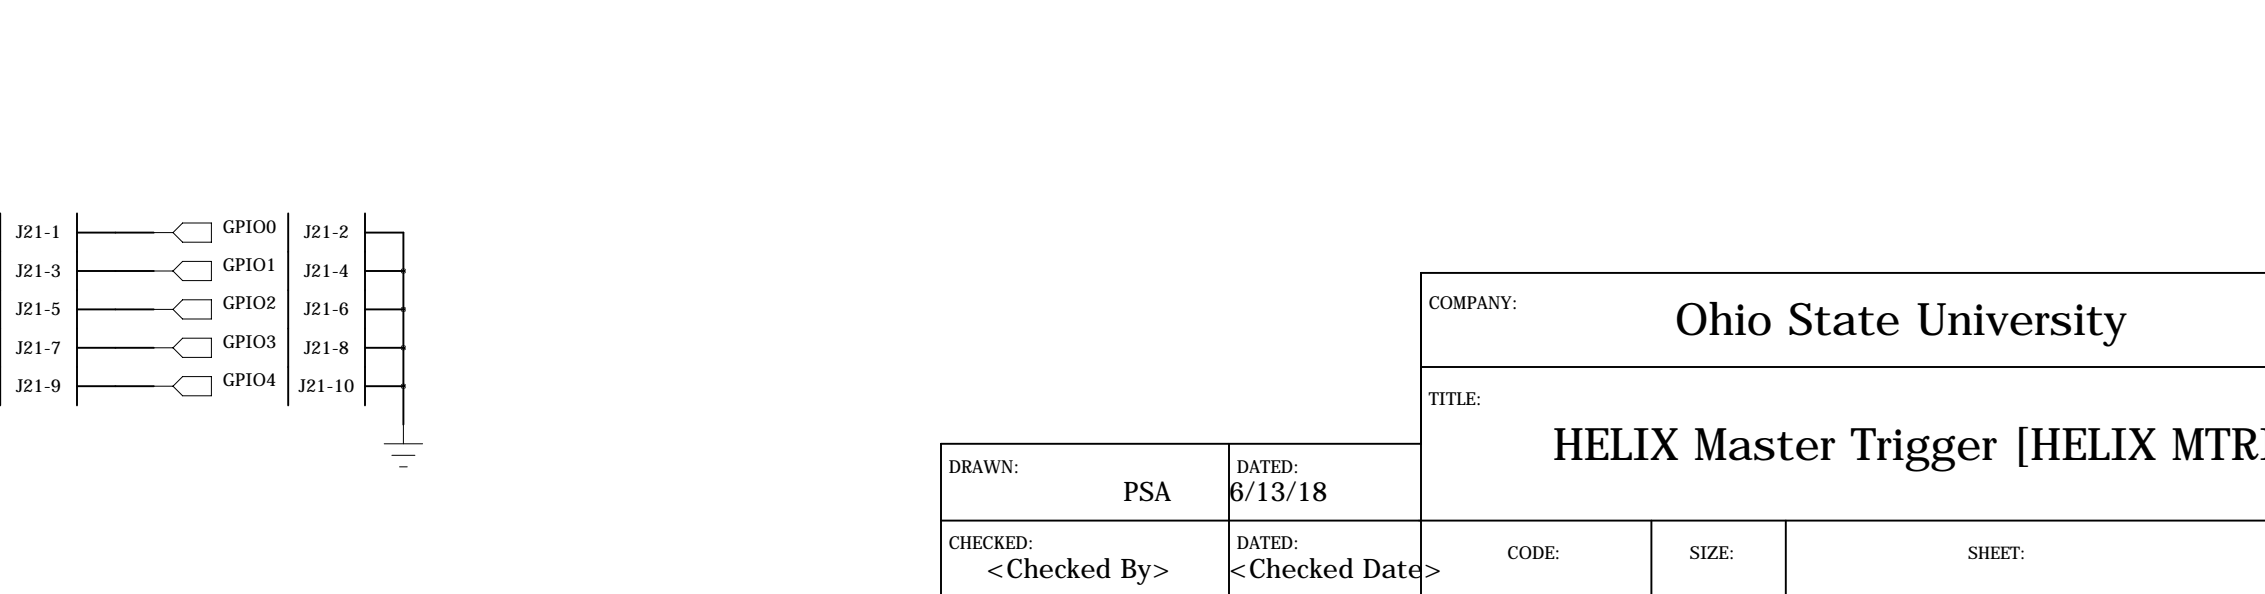 J21-1 GPIO0 J21-2
J21-3 GPIO1 J21-4
J21-5 GPIO2 J21-6
J21-7 GPIO3 J21-8
J21-9 GPIO4 J21-10
COMPANY: Ohio State University
TITLE:
HELIX Master Trigger [HELIX
DRAWN: DATED:
PSA 6/13/18
CHECKED: DATED: CODE: SIZE: SHEET:
<Checked By> <Checked Date>